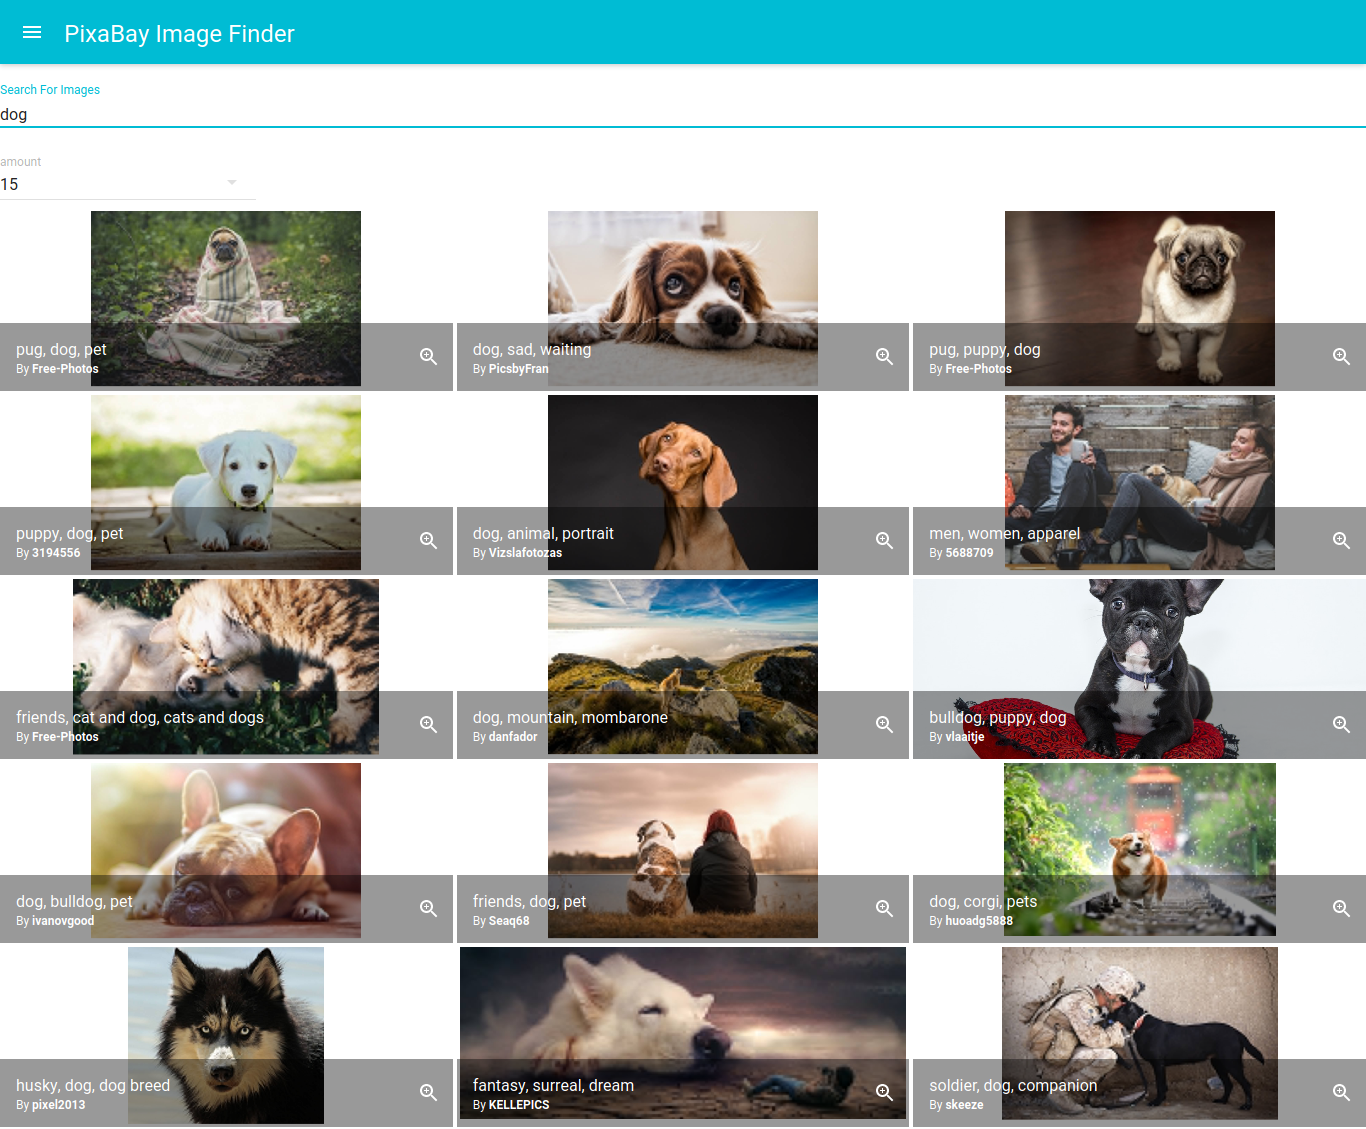 PixaBay Image Finder
Search For Images
dog
amount
15
pug, dog, pet
By Free-Photos
dog, sad, waiting
By PicsbyFran
pug, puppy, dog
By Free-Photos
puppy, dog, pet
By 3194556
dog, animal, portrait
By Vizslafotozas
men, women, apparel
By 5688709
friends, cat and dog, cats and dogs
By Free-Photos
dog, mountain, mombarone
By danfador
bulldog, puppy, dog
By vlaaitje
dog, bulldog, pet
By ivanovgood
friends, dog, pet
By Seaq68
dog, corgi, pets
By huoadg5888
husky, dog, dog breed
By pixel2013
fantasy, surreal, dream
By KELLEPICS
soldier, dog, companion
By skeeze